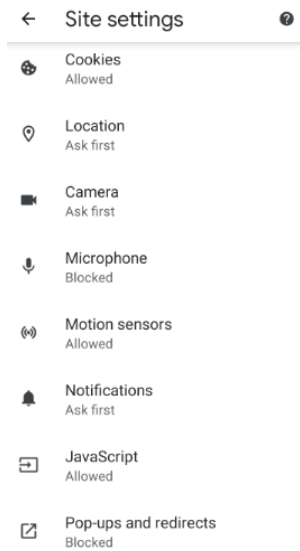 Site settings
Cookies
Allowed
Location
Ask first
Camera
Ask first
Microphone
Blocked
Motion sensors
Allowed
Notifications
Ask first
JavaScript
Allowed
Pop-ups and redirects
Blocked